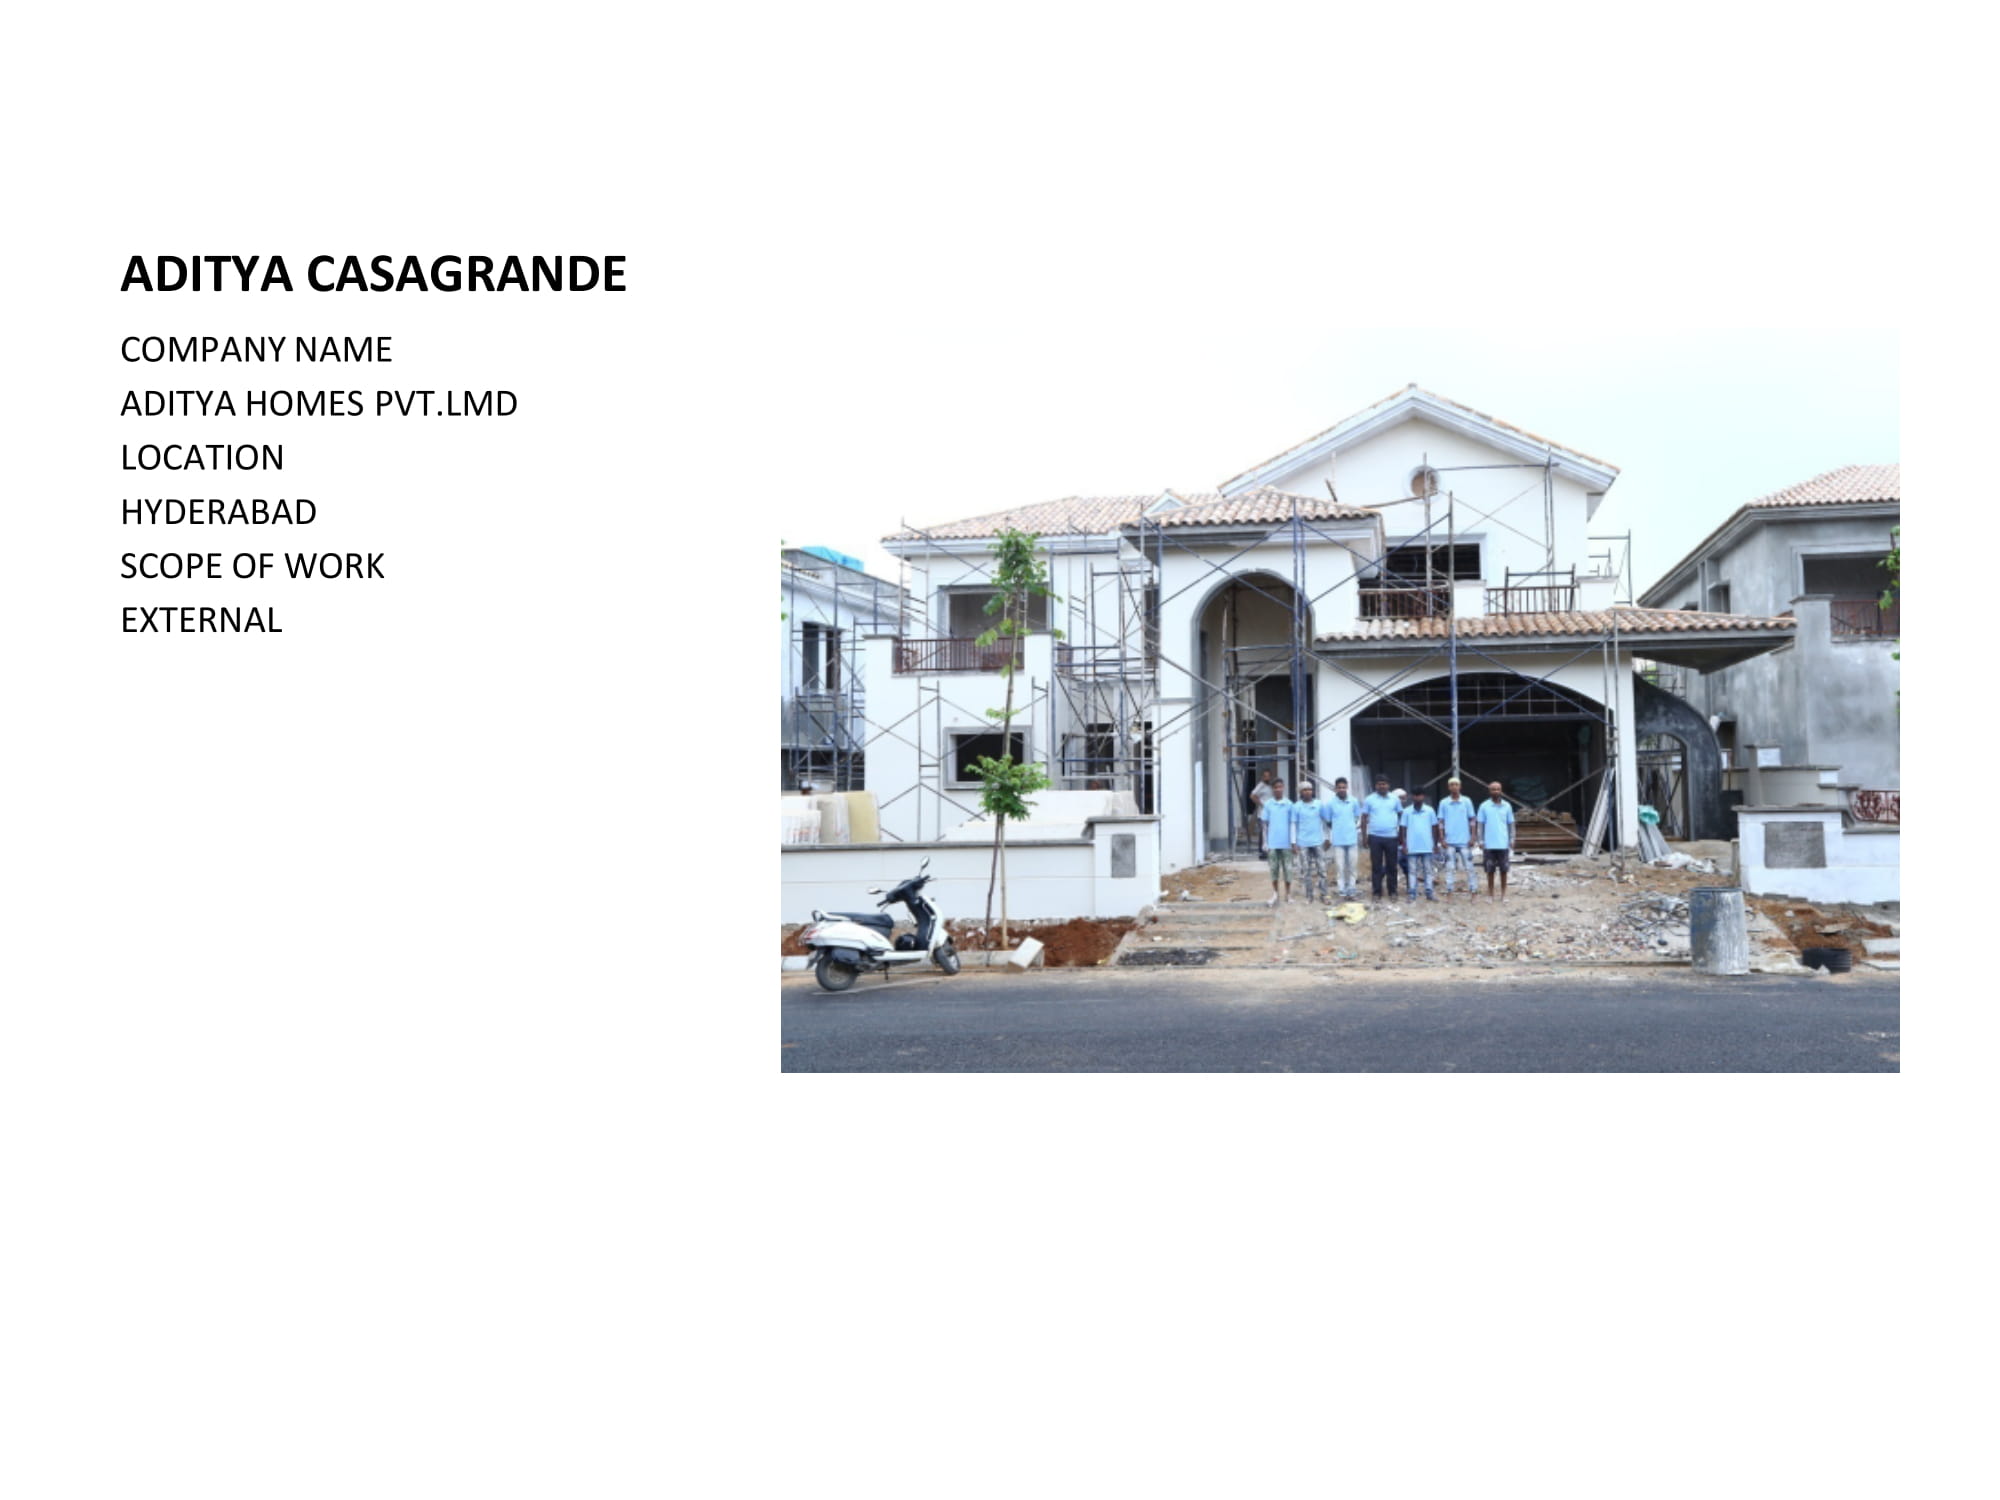 ADITYA CASAGRANDE
COMPANY NAME
ADITYA HOMES PVT.LMD
LOCATION
HYDERABAD
SCOPE OF WORK
EXTERNAL